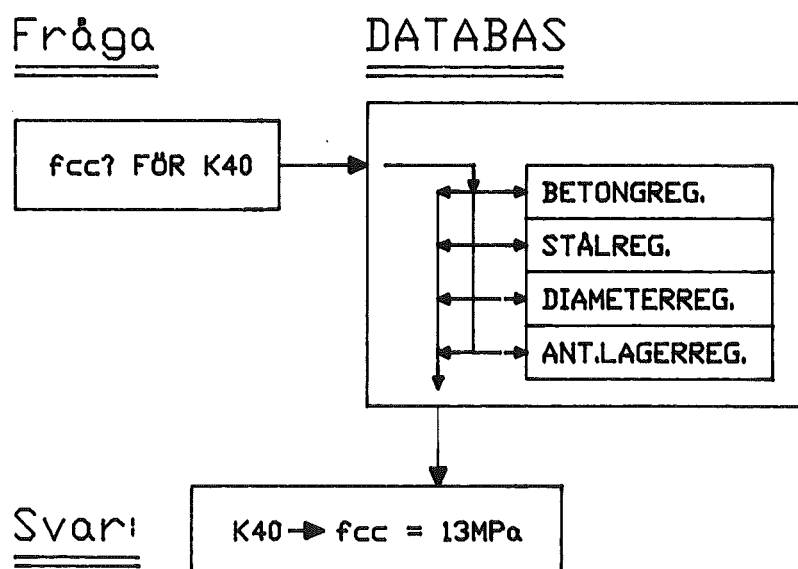 Fråga
DATABAS
fcc? FÖR K40
BETONGREG.
STÅLREG.
DIAMETERREG.
ANT.LAGERREG.
Svar:
K40 → fcc = 13MPa